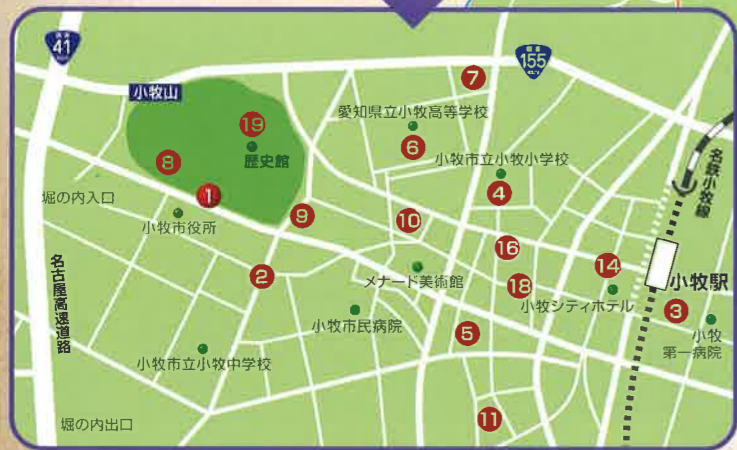 41
国道
155
7
小牧山
19
愛知県立小牧高等学校
6
歴史館
8
小牧市立小牧小学校
名鉄小牧線
4
堀の内入口
1
小牧市役所
9
10
16
2
メナード美術館
14
小牧駅
18
小牧シティホテル
名古屋高速道路
小牧市民病院
3
小牧
第一病院
5
小牧市立小牧中学校
11
堀の内出口